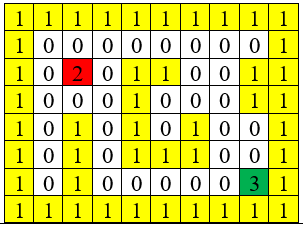 1 1 1 1 1 1 1 1 1 1
1 0 0 0 0 0 0 0 0 1
1 0 2 0 1 1 0 0 1 1
1 0 0 0 1 0 0 0 1 1
1 0 1 0 1 0 1 0 0 1
1 0 1 0 1 1 1 0 0 1
1 0 1 0 0 0 0 0 3 1
1 1 1 1 1 1 1 1 1 1